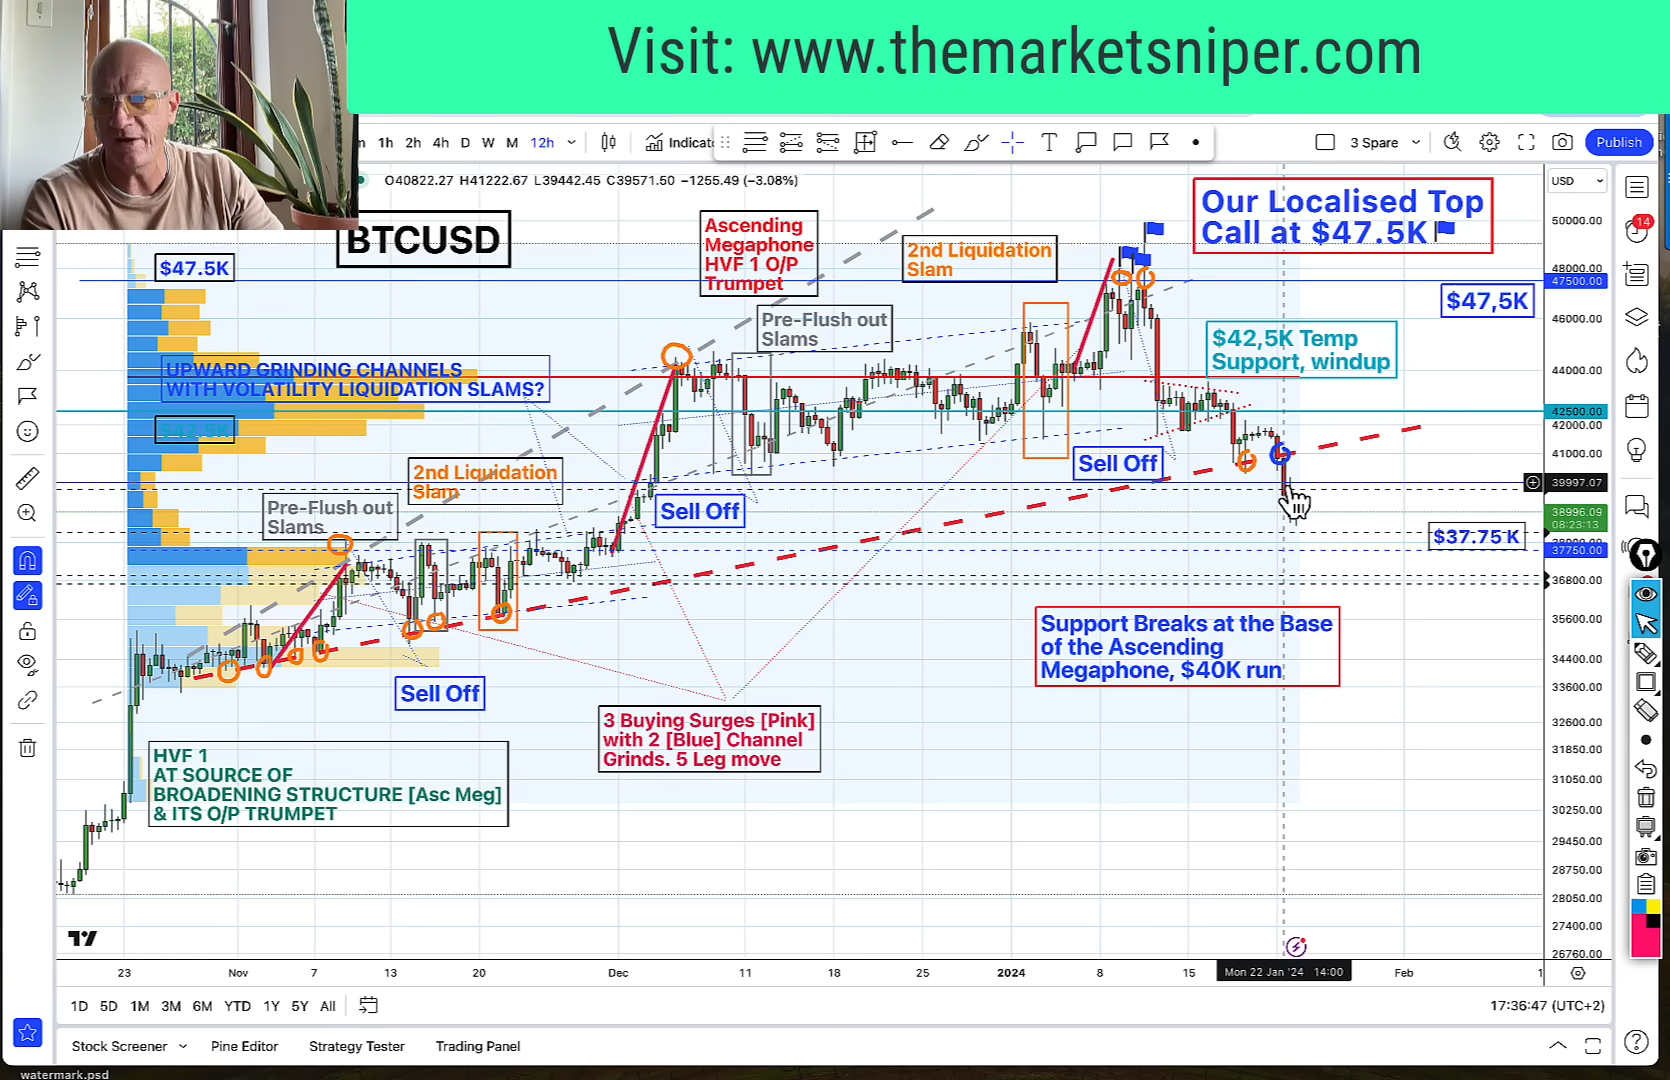 Visit: www.themarketsniper.com
1h 2h 4h D W M 12h
3 Spare
Publish
O40822.27 H41222.67 L39442.45 C39571.50 −1255.49 (−3.08%)
USD
BTCUSD
Our Localised Top
Call at $47.5K
Ascending
Megaphone
HVF 1 O/P
Trumpet
2nd Liquidation
Slam
$47.5K
$47,5K
Pre-Flush out
Slams
$42,5K Temp
Support, windup
UPWARD GRINDING CHANNELS
WITH VOLATILITY LIQUIDATION SLAMS?
$42,5K
2nd Liquidation
Slam
Sell Off
Pre-Flush out
Slams
Sell Off
$37.75 K
Support Breaks at the Base
of the Ascending
Megaphone, $40K run
Sell Off
3 Buying Surges [Pink]
with 2 [Blue] Channel
Grinds. 5 Leg move
HVF 1
AT SOURCE OF
BROADENING STRUCTURE [Asc Meg]
& ITS O/P TRUMPET
50000.00
48000.00
47500.00
46000.00
44000.00
42500.00
42000.00
41000.00
39997.07
38996.09
08:23:13
37750.00
36800.00
35600.00
34400.00
33600.00
32600.00
31850.00
31050.00
30250.00
29450.00
28750.00
28050.00
27400.00
26760.00
14
23 Nov 7 13 20 Dec 11 18 25 2024 8 15 Mon 22 Jan '24 14:00 Feb
1D 5D 1M 3M 6M YTD 1Y 5Y All
17:36:47 (UTC+2)
Stock Screener Pine Editor Strategy Tester Trading Panel
watermark.psd